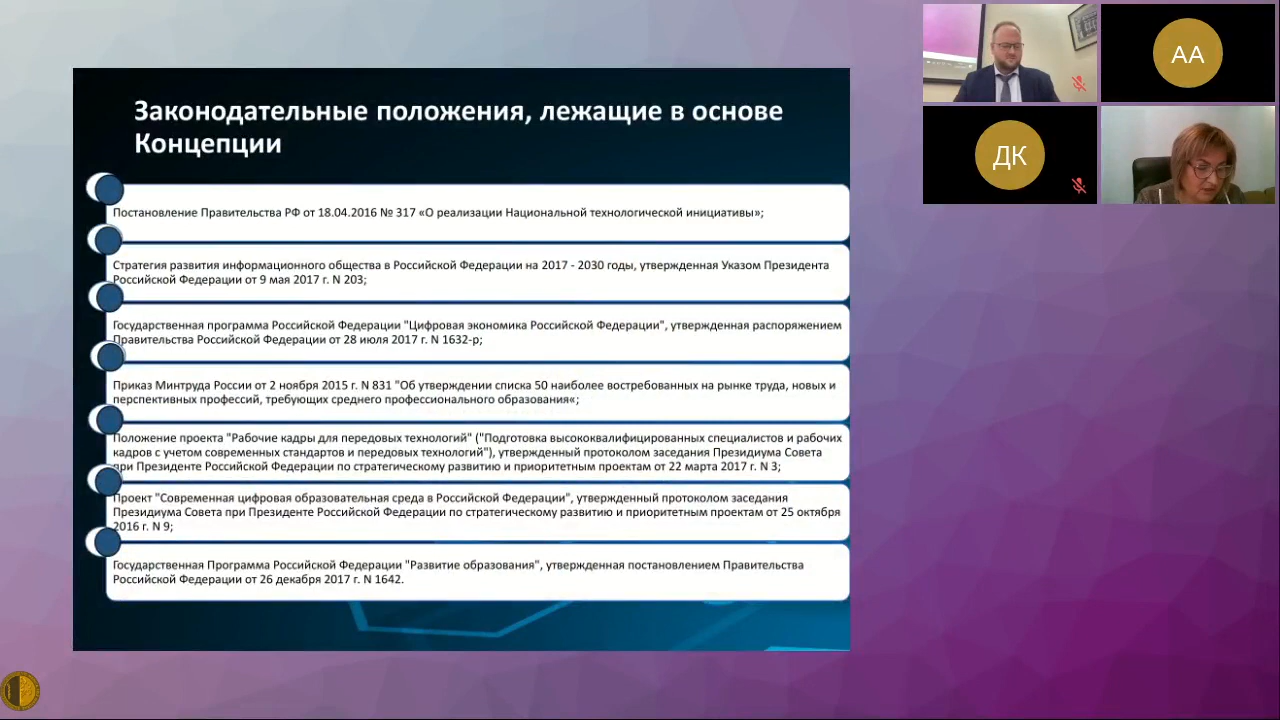 Законодательные положения, лежащие в основе
Концепции
Постановление Правительства РФ от 18.04.2016 № 317 «О реализации Национальной технологической инициативы»;
Стратегия развития информационного общества в Российской Федерации на 2017 - 2030 годы, утвержденная Указом Президента
Российской Федерации от 9 мая 2017 г. N 203;
Государственная программа Российской Федерации "Цифровая экономика Российской Федерации", утвержденная распоряжением
Правительства Российской Федерации от 28 июля 2017 г. N 1632-р;
Приказ Минтруда России от 2 ноября 2015 г. N 831 "Об утверждении списка 50 наиболее востребованных на рынке труда, новых и
перспективных профессий, требующих среднего профессионального образования«;
Положение проекта "Рабочие кадры для передовых технологий" ("Подготовка высококвалифицированных специалистов и рабочих
кадров с учетом современных стандартов и передовых технологий"), утвержденный протоколом заседания Президиума Совета
при Президенте Российской Федерации по стратегическому развитию и приоритетным проектам от 22 марта 2017 г. N 3;
Проект "Современная цифровая образовательная среда в Российской Федерации", утвержденный протоколом заседания
Президиума Совета при Президенте Российской Федерации по стратегическому развитию и приоритетным проектам от 25 октября
2016 г. N 9;
Государственная Программа Российской Федерации "Развитие образования", утвержденная постановлением Правительства
Российской Федерации от 26 декабря 2017 г. N 1642.
АА
ДК